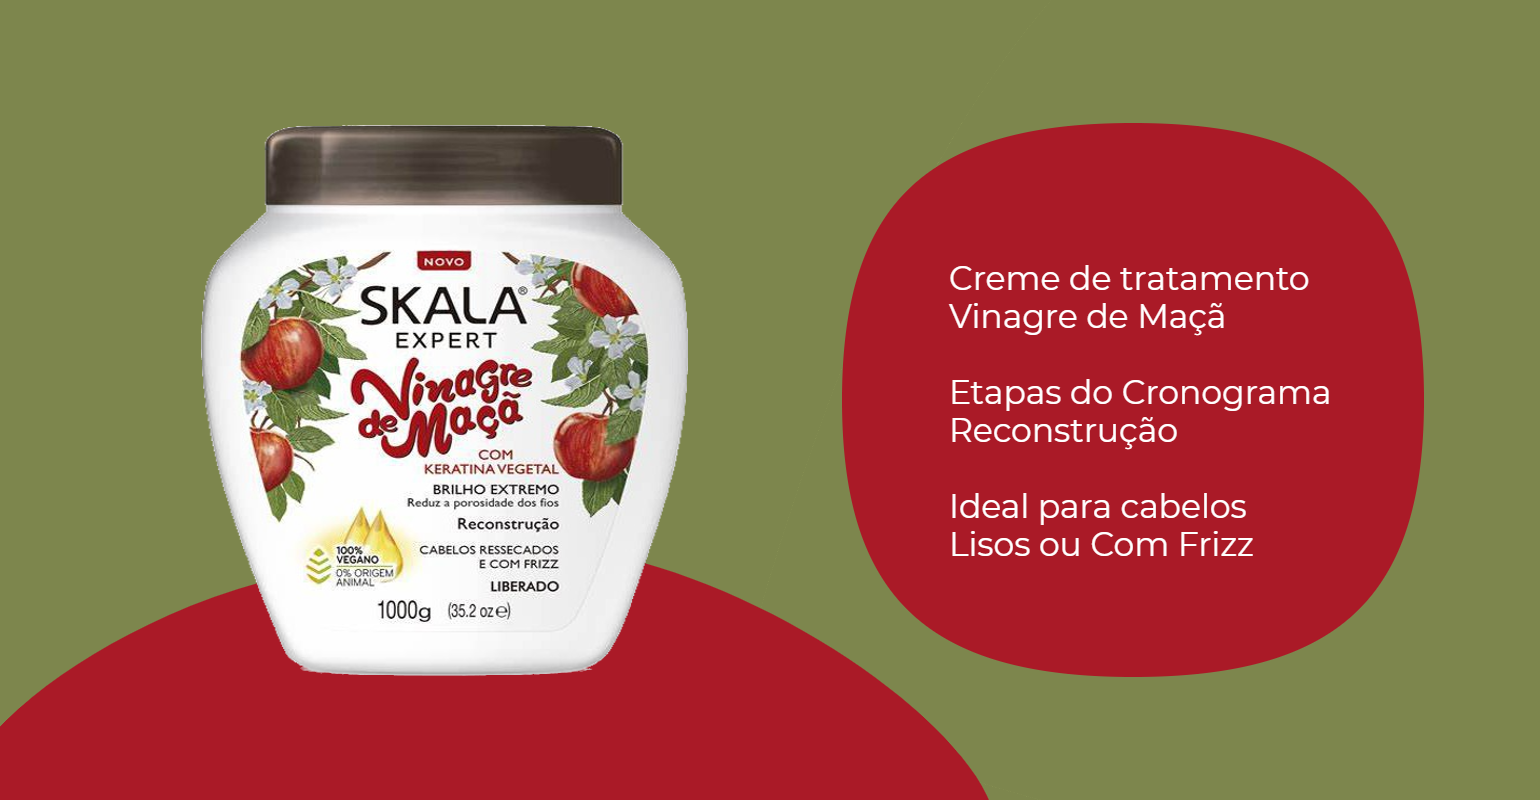 NOVO
SKALA®
EXPERT
Vinagre
de Maçã
COM
KERATINA VEGETAL
BRILHO EXTREMO
Reduz a porosidade dos fios
Reconstrução
CABELOS RESSECADOS
E COM FRIZZ
LIBERADO
100%
VEGANO
0% ORIGEM
ANIMAL
1000g (35.2 oz ℮)
Creme de tratamento
Vinagre de Maçã
Etapas do Cronograma
Reconstrução
Ideal para cabelos
Lisos ou Com Frizz